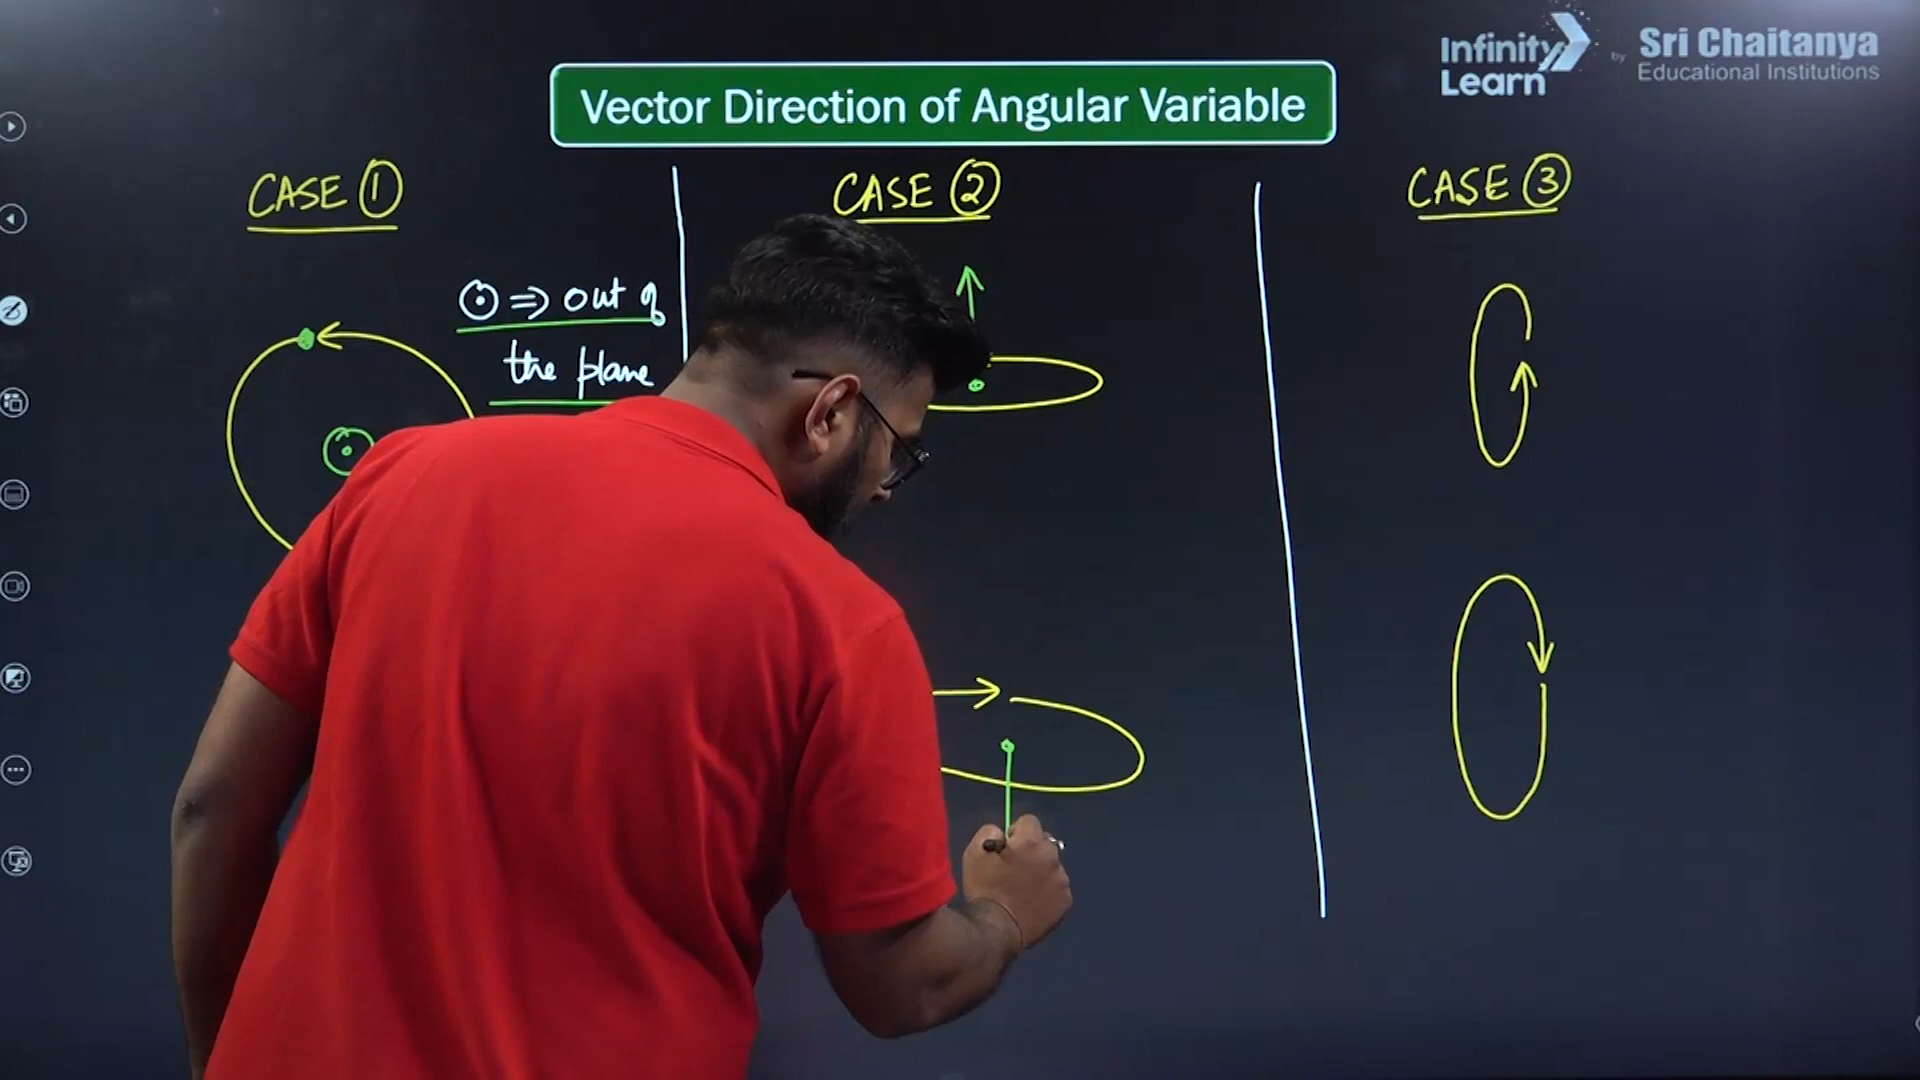 Infinity Learn
by
Sri Chaitanya
Educational Institutions
Vector Direction of Angular Variable
CASE ①
CASE ②
CASE ③
⊙ ⇒ out of
the plane